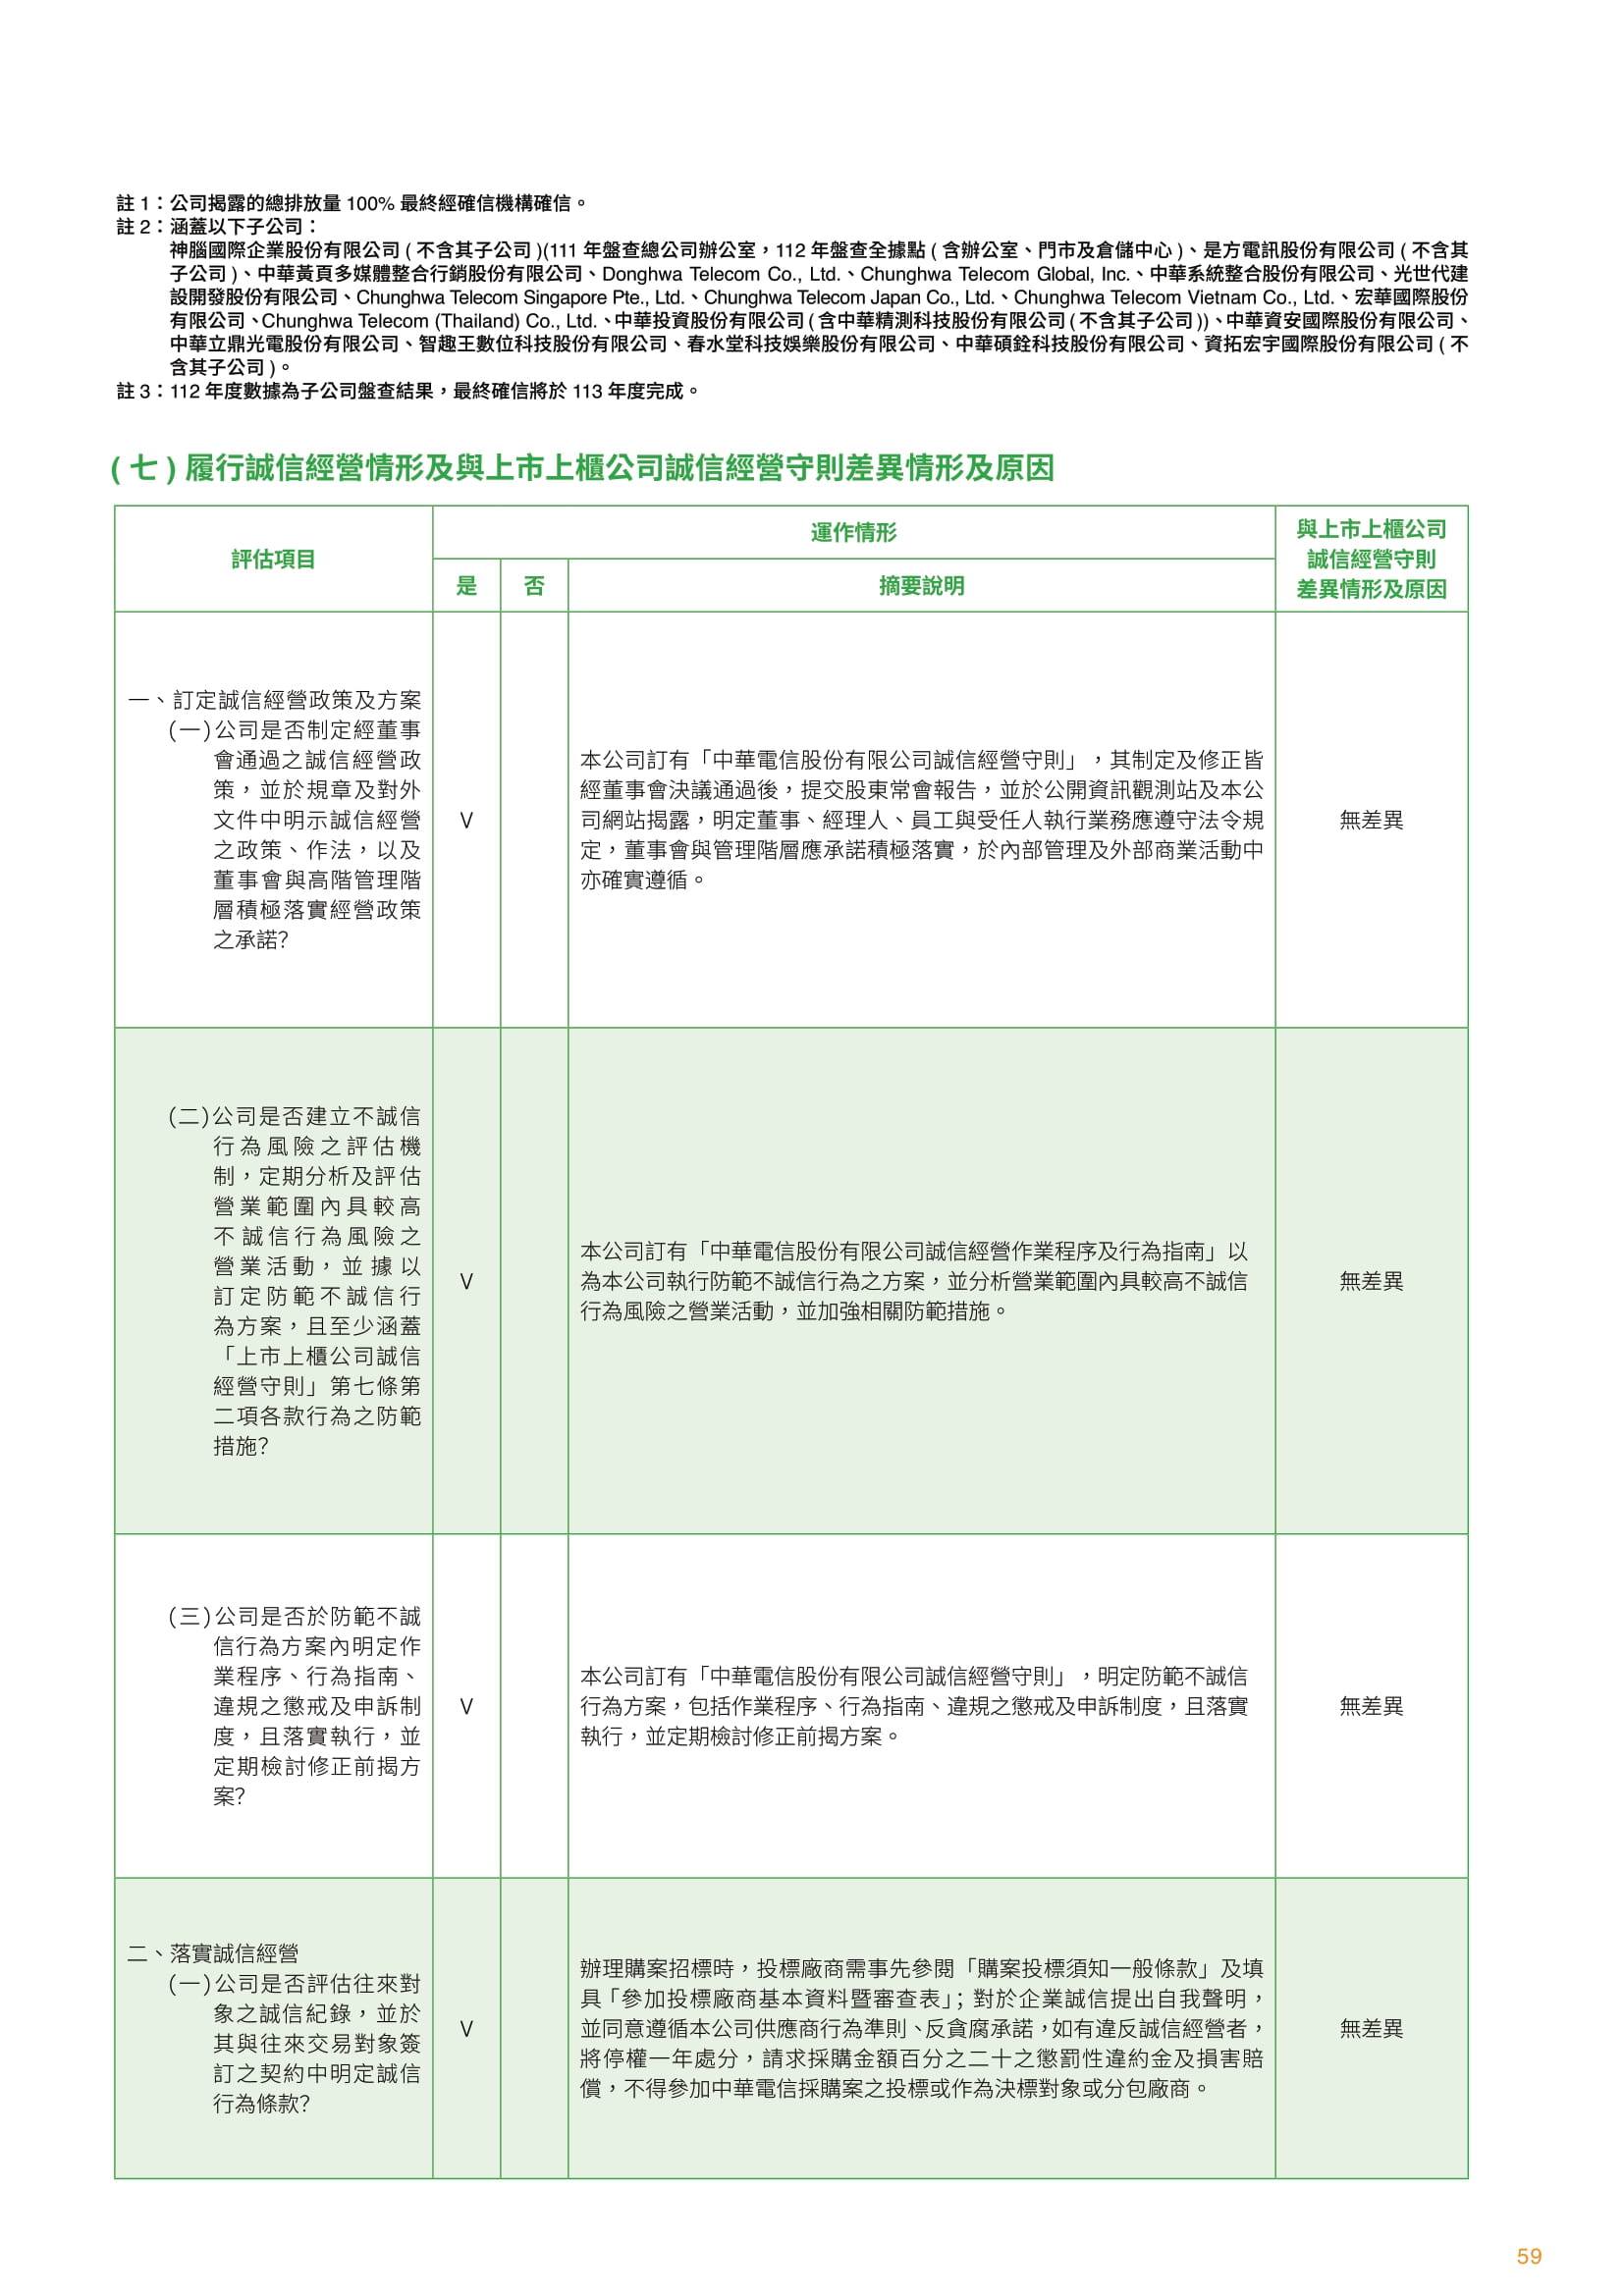 註 1：公司揭露的總排放量 100% 最終經確信機構確信。
註 2：涵蓋以下子公司：
神腦國際企業股份有限公司 ( 不含其子公司 )(111 年盤查總公司辦公室，112 年盤查全據點 ( 含辦公室、門市及倉儲中心 )、是方電訊股份有限公司 ( 不含其
子公司 )、中華黃頁多媒體整合行銷股份有限公司、Donghwa Telecom Co., Ltd.、Chunghwa Telecom Global, Inc.、中華系統整合股份有限公司、光世代建
設開發股份有限公司、Chunghwa Telecom Singapore Pte., Ltd.、Chunghwa Telecom Japan Co., Ltd.、Chunghwa Telecom Vietnam Co., Ltd.、宏華國際股份
有限公司、Chunghwa Telecom (Thailand) Co., Ltd.、中華投資股份有限公司 ( 含中華精測科技股份有限公司 ( 不含其子公司 ))、中華資安國際股份有限公司、
中華立鼎光電股份有限公司、智趣王數位科技股份有限公司、春水堂科技娛樂股份有限公司、中華碩銓科技股份有限公司、資拓宏宇國際股份有限公司 ( 不
含其子公司 )。
註 3：112 年度數據為子公司盤查結果，最終確信將於 113 年度完成。
( 七 ) 履行誠信經營情形及與上市上櫃公司誠信經營守則差異情形及原因
評估項目
運作情形
與上市上櫃公司
誠信經營守則
差異情形及原因
是
否
摘要說明
一、訂定誠信經營政策及方案
(一)公司是否制定經董事
會通過之誠信經營政
策，並於規章及對外
文件中明示誠信經營
之政策、作法，以及
董事會與高階管理階
層積極落實經營政策
之承諾？
V
本公司訂有「中華電信股份有限公司誠信經營守則」，其制定及修正皆
經董事會決議通過後，提交股東常會報告，並於公開資訊觀測站及本公
司網站揭露，明定董事、經理人、員工與受任人執行業務應遵守法令規
定，董事會與管理階層應承諾積極落實，於內部管理及外部商業活動中
亦確實遵循。
無差異
(二)公司是否建立不誠信
行為風險之評估機
制，定期分析及評估
營業範圍內具較高
不誠信行為風險之
營業活動，並據以
訂定防範不誠信行
為方案，且至少涵蓋
「上市上櫃公司誠信
經營守則」第七條第
二項各款行為之防範
措施？
V
本公司訂有「中華電信股份有限公司誠信經營作業程序及行為指南」以
為本公司執行防範不誠信行為之方案，並分析營業範圍內具較高不誠信
行為風險之營業活動，並加強相關防範措施。
無差異
(三)公司是否於防範不誠
信行為方案內明定作
業程序、行為指南、
違規之懲戒及申訴制
度，且落實執行，並
定期檢討修正前揭方
案？
V
本公司訂有「中華電信股份有限公司誠信經營守則」，明定防範不誠信
行為方案，包括作業程序、行為指南、違規之懲戒及申訴制度，且落實
執行，並定期檢討修正前揭方案。
無差異
二、落實誠信經營
(一)公司是否評估往來對
象之誠信紀錄，並於
其與往來交易對象簽
訂之契約中明定誠信
行為條款？
V
辦理購案招標時，投標廠商需事先參閱「購案投標須知一般條款」及填
具「參加投標廠商基本資料暨審查表」；對於企業誠信提出自我聲明，
並同意遵循本公司供應商行為準則、反貪腐承諾，如有違反誠信經營者，
將停權一年處分，請求採購金額百分之二十之懲罰性違約金及損害賠
償，不得參加中華電信採購案之投標或作為決標對象或分包廠商。
無差異
59